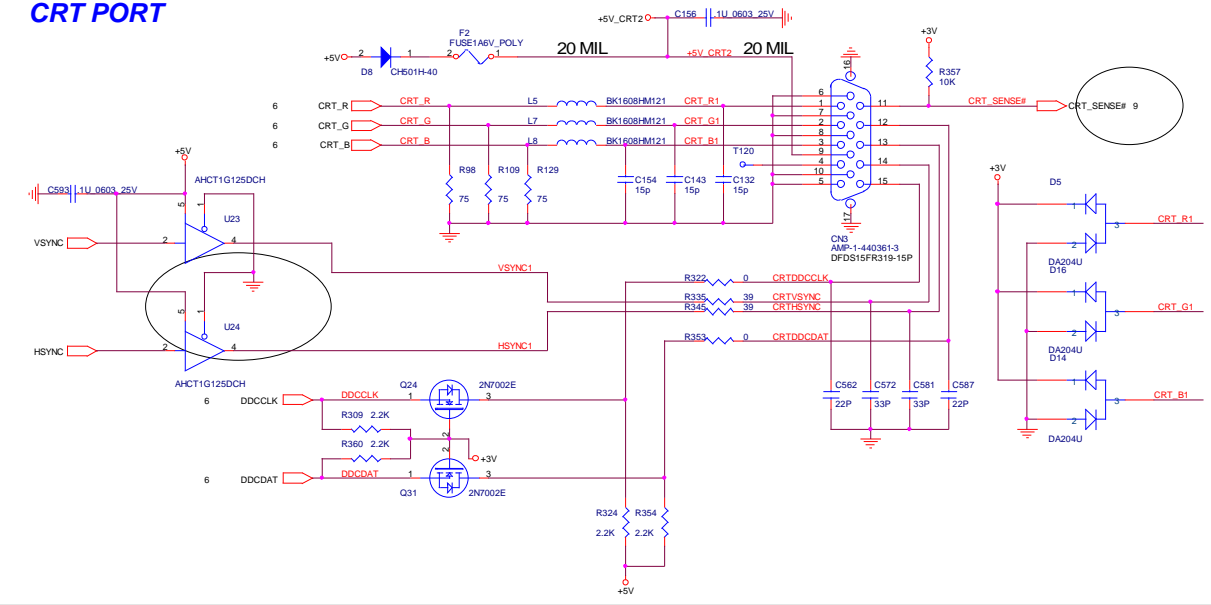 CRT PORT
+5V_CRT2
C156
.1U_0603_25V
F2
FUSE1A6V_POLY
+5V
2
1
2
1
20 MIL
+5V_CRT2
20 MIL
D8
CH501H-40
16
+3V
R357
10K
6
CRT_R
CRT_R
L5
BK1608HM121
CRT_R1
6
CRT_G
CRT_G
L7
BK1608HM121
CRT_G1
6
CRT_B
CRT_B
L8
BK1608HM121
CRT_B1
6
1
7
2
8
3
9
4
10
5
11
12
13
14
15
CRT_SENSE#
CRT_SENSE# 9
T120
17
CN3
AMP-1-440361-3
DFDS15FR319-15P
R98
75
R109
75
R129
75
C154
15p
C143
15p
C132
15p
+5V
C593
.1U_0603_25V
AHCT1G125DCH
5
1
U23
VSYNC
2
4
VSYNC1
5
1
U24
HSYNC
2
4
HSYNC1
AHCT1G125DCH
R322
0
CRTDDCCLK
R335
39
CRTVSYNC
R345
39
CRTHSYNC
R353
0
CRTDDCDAT
C562
22P
C572
33P
C581
33P
C587
22P
6
DDCCLK
DDCCLK
Q24
1
2N7002E
3
R309 2.2K
R360 2.2K
2
2
+3V
6
DDCDAT
DDCDAT
1
3
Q31
2N7002E
R324
2.2K
R354
2.2K
+5V
+3V
D5
1
3
CRT_R1
2
DA204U
D16
1
3
CRT_G1
2
DA204U
D14
1
3
CRT_B1
2
DA204U